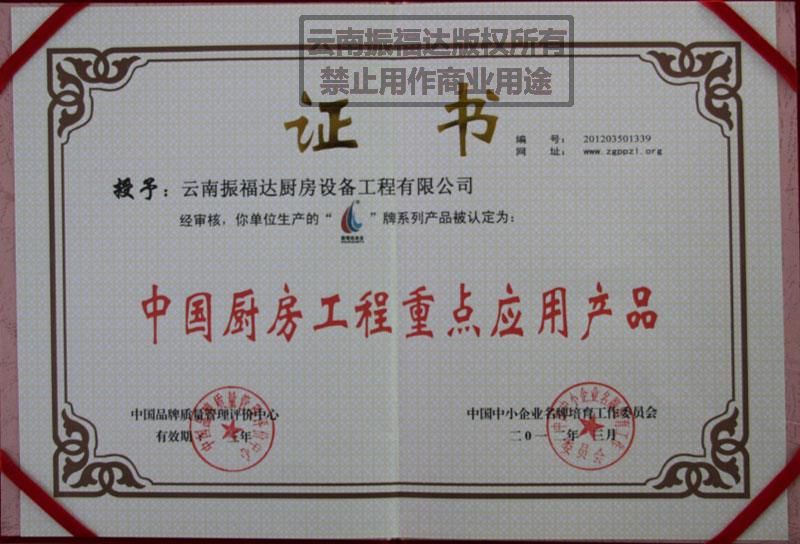 云南振福达版权所有
禁止用作商业用途
证书
编 号： 201203501339
网 址： www.zgppzl.org
授予：云南振福达厨房设备工程有限公司
经审核，你单位生产的“ ”牌系列产品被认定为：
中国厨房工程重点应用产品
中国品牌质量管理评价中心
有效期 三年
中国中小企业名牌培育工作委员会
二0一二年 三月